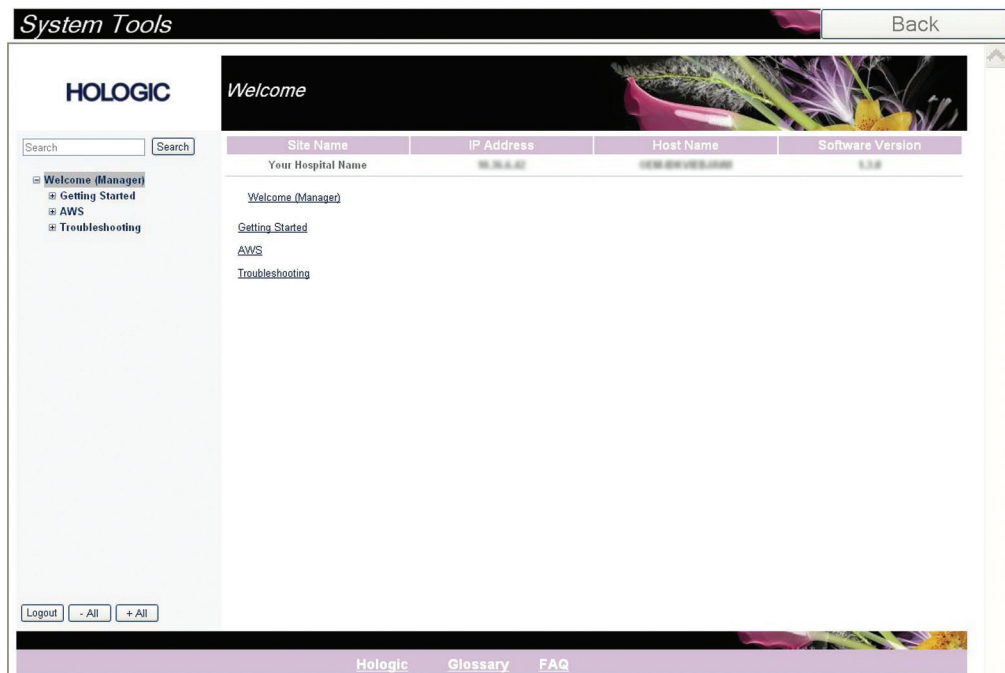 System Tools
Back
HOLOGIC
Welcome
Search
Search
Site Name
IP Address
Host Name
Software Version
Your Hospital Name
Welcome (Manager)
Getting Started
AWS
Troubleshooting
Welcome (Manager)
Getting Started
AWS
Troubleshooting
Logout
- All
+ All
Hologic
Glossary
FAQ